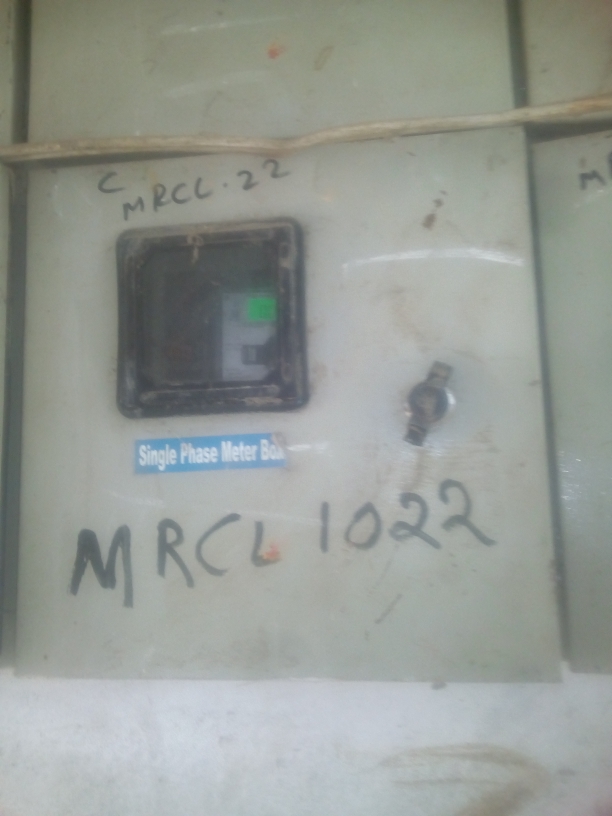 C
MRCL.22
Single Phase Meter Box
MRCL 1022